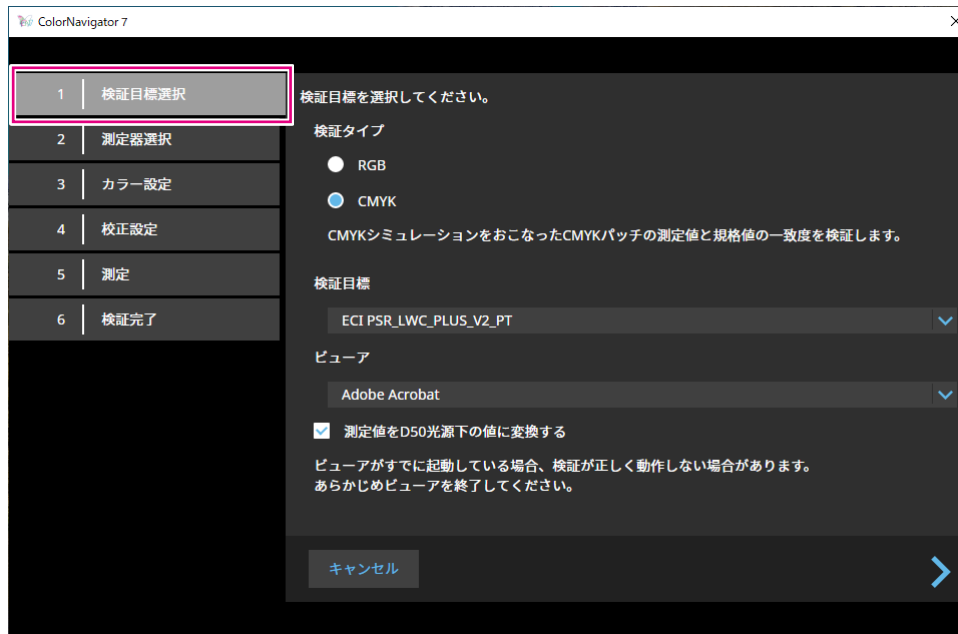 ColorNavigator 7
1 検証目標選択
2 測定器選択
3 カラー設定
4 校正設定
5 測定
6 検証完了
検証目標を選択してください。
検証タイプ
RGB
CMYK
CMYKシミュレーションをおこなったCMYKパッチの測定値と規格値の一致度を検証します。
検証目標
ECI PSR_LWC_PLUS_V2_PT
ビューア
Adobe Acrobat
測定値をD50光源下の値に変換する
ビューアがすでに起動している場合、検証が正しく動作しない場合があります。
あらかじめビューアを終了してください。
キャンセル